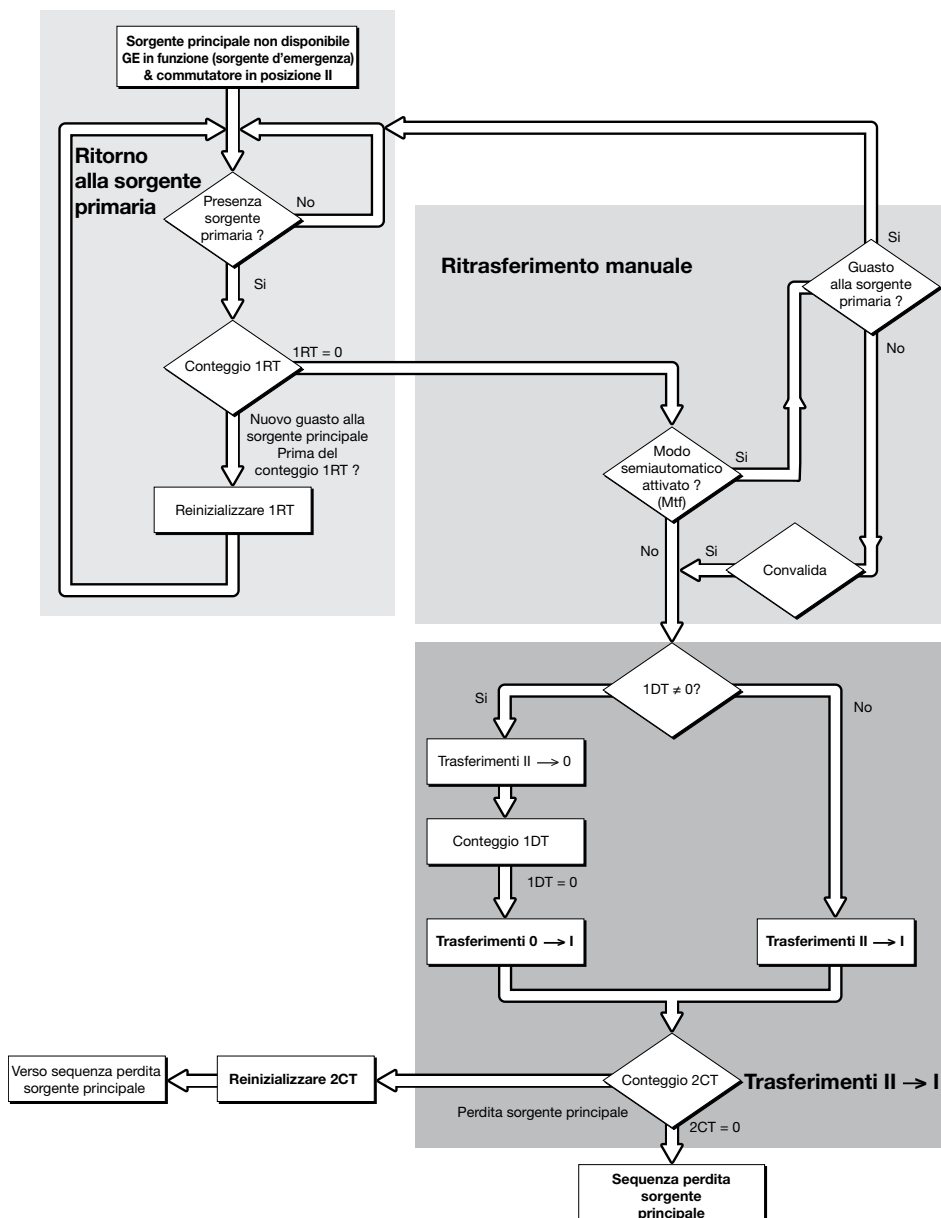 Sorgente principale non disponibile
GE in funzione (sorgente d'emergenza)
& commutatore in posizione II
Ritorno
alla sorgente
primaria
Presenza
sorgente
primaria ?
No
Si
Conteggio 1RT
1RT = 0
Nuovo guasto alla
sorgente principale
Prima del
conteggio 1RT ?
Reinizializzare 1RT
Ritrasferimento manuale
Si
Guasto
alla sorgente
primaria ?
No
Modo
semiautomatico
attivato ?
(Mtf)
Si
No
Si
Convalida
1DT ≠ 0?
Si
No
Trasferimenti II → 0
Conteggio 1DT
1DT = 0
Trasferimenti 0 → I
Trasferimenti II → I
Conteggio 2CT
Trasferimenti II → I
Perdita sorgente principale
2CT = 0
Reinizializzare 2CT
Verso sequenza perdita
sorgente principale
Sequenza perdita
sorgente
principale